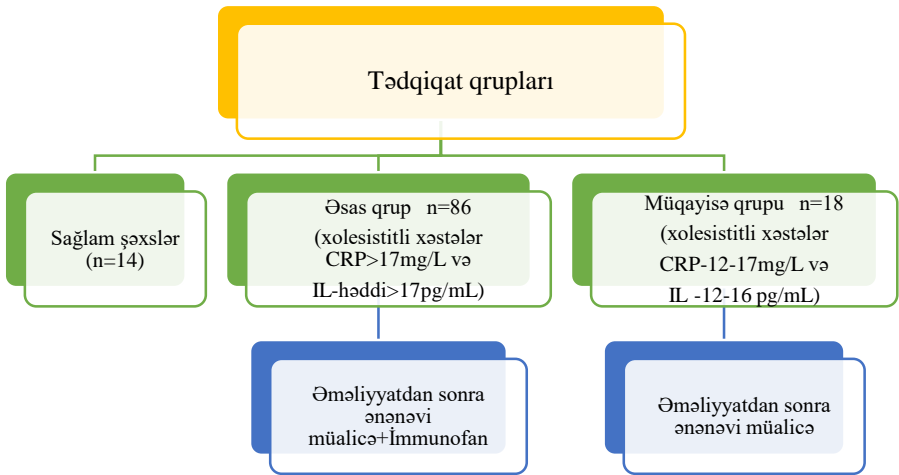 Tədqiqat qrupları
Sağlam şəxslər
(n=14)
Əsas qrup n=86
(xolesistitli xəstələr
CRP>17mg/L və
IL-həddi>17pg/mL)
Müqayisə qrupu n=18
(xolesistitli xəstələr
CRP-12-17mg/L və
IL -12-16 pg/mL)
Əməliyyatdan sonra
ənənəvi
müalicə+İmmunofan
Əməliyyatdan sonra
ənənəvi müalicə